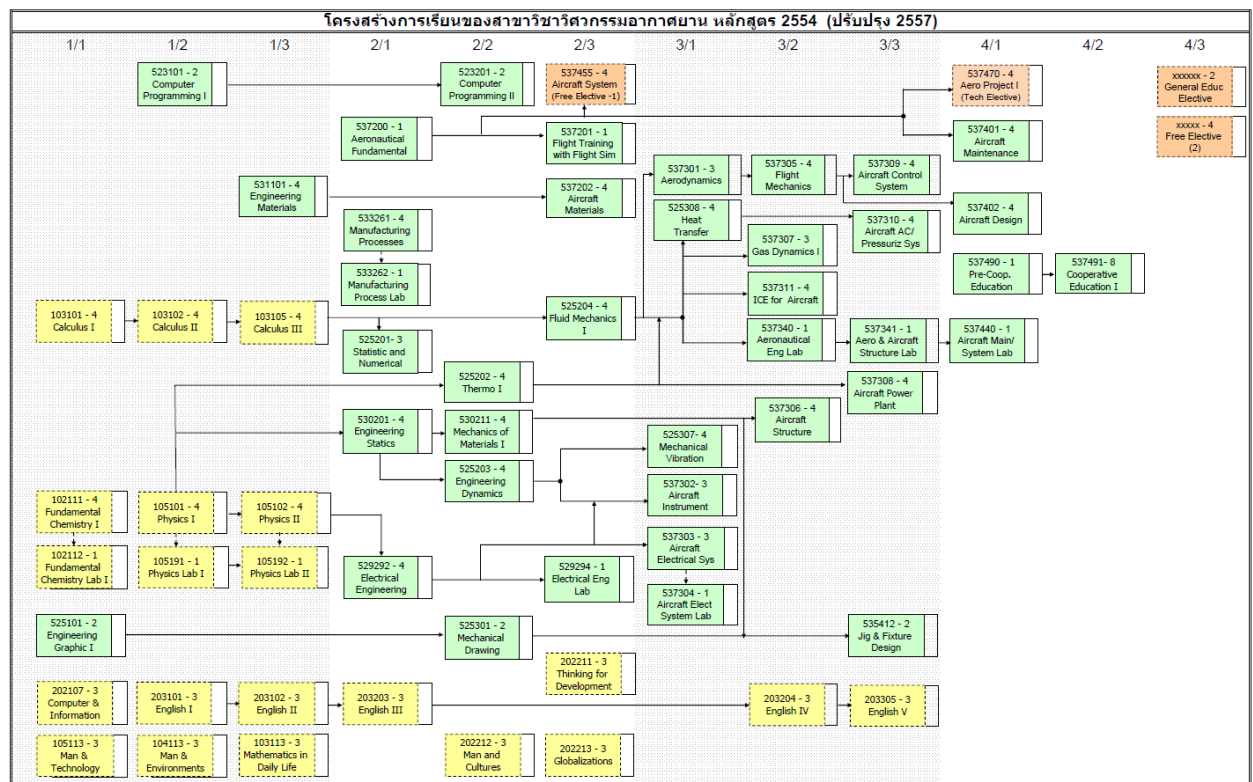 โครงสร้างการเรียนของสาขาวิชาวิศวกรรมอากาศยาน หลักสูตร 2554 (ปรับปรุง 2557)
1/1 1/2 1/3 2/1 2/2 2/3 3/1 3/2 3/3 4/1 4/2 4/3
523101 - 2
Computer
Programming I
523201 - 2
Computer
Programming II
537455 - 4
Aircraft System
(Free Elective -1)
537470 - 4
Aero Project I
(Tech Elective)
xxxxxx - 2
General Educ
Elective
537200 - 1
Aeronautical
Fundamental
537201 - 1
Flight Training
with Flight Sim
537401 - 4
Aircraft
Maintenance
xxxxx - 4
Free Elective
(2)
537301 - 3
Aerodynamics
537305 - 4
Flight
Mechanics
537309 - 4
Aircraft Control
System
531101 - 4
Engineering
Materials
537202 - 4
Aircraft
Materials
525308 - 4
Heat
Transfer
537310 - 4
Aircraft AC/
Pressuriz Sys
537402 - 4
Aircraft Design
533261 - 4
Manufacturing
Processes
537307 - 3
Gas Dynamics I
533262 - 1
Manufacturing
Process Lab
537311 - 4
ICE for Aircraft
537490 - 1
Pre-Coop.
Education
537491- 8
Cooperative
Education I
103101 - 4
Calculus I
103102 - 4
Calculus II
103105 - 4
Calculus III
525204 - 4
Fluid Mechanics
I
525201- 3
Statistic and
Numerical
537340 - 1
Aeronautical
Eng Lab
537341 - 1
Aero & Aircraft
Structure Lab
537440 - 1
Aircraft Main/
System Lab
525202 - 4
Thermo I
537308 - 4
Aircraft Power
Plant
530201 - 4
Engineering
Statics
530211 - 4
Mechanics of
Materials I
537306 - 4
Aircraft
Structure
525203 - 4
Engineering
Dynamics
525307- 4
Mechanical
Vibration
102111 - 4
Fundamental
Chemistry I
105101 - 4
Physics I
105102 - 4
Physics II
537302- 3
Aircraft
Instrument
102112 - 1
Fundamental
Chemistry Lab I
105191 - 1
Physics Lab I
105192 - 1
Physics Lab II
529292 - 4
Electrical
Engineering
529294 - 1
Electrical Eng
Lab
537303 - 3
Aircraft
Electrical Sys
537304 - 1
Aircraft Elect
System Lab
525101 - 2
Engineering
Graphic I
525301 - 2
Mechanical
Drawing
535412 - 2
Jig & Fixture
Design
202211 - 3
Thinking for
Development
202107 - 3
Computer &
Information
203101 - 3
English I
203102 - 3
English II
203203 - 3
English III
203204 - 3
English IV
203305 - 3
English V
105113 - 3
Man &
Technology
104113 - 3
Man &
Environments
103113 - 3
Mathematics in
Daily Life
202212 - 3
Man and
Cultures
202213 - 3
Globalizations